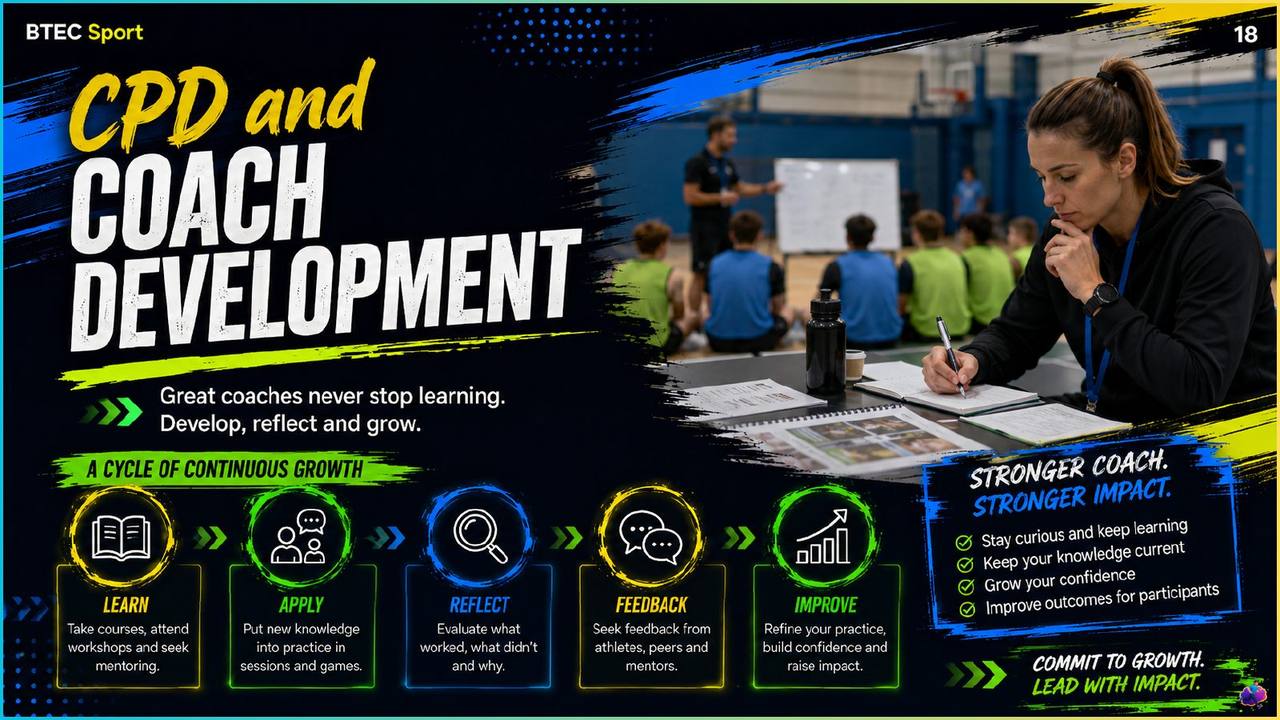 BTEC Sport
18
CPD and
COACH
DEVELOPMENT
Great coaches never stop learning.
Develop, reflect and grow.
A CYCLE OF CONTINUOUS GROWTH
LEARN
Take courses, attend
workshops and seek
mentoring.
APPLY
Put new knowledge
into practice in
sessions and games.
REFLECT
Evaluate what
worked, what didn't
and why.
FEEDBACK
Seek feedback from
athletes, peers and
mentors.
IMPROVE
Refine your practice,
build confidence and
raise impact.
STRONGER COACH.
STRONGER IMPACT.
Stay curious and keep learning
Keep your knowledge current
Grow your confidence
Improve outcomes for participants
COMMIT TO GROWTH.
LEAD WITH IMPACT.